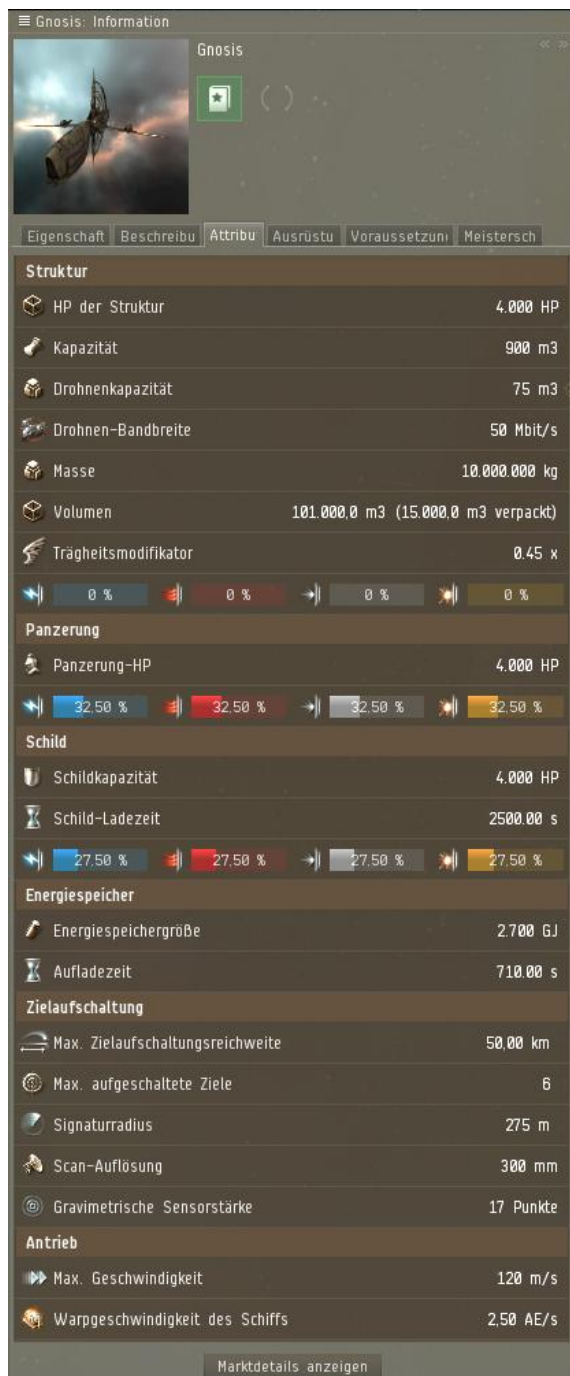 Gnosis: Information
Gnosis
Eigenschaft Beschreibu Attribu Ausrüstu Voraussetzun Meistersch
Struktur
HP der Struktur 4.000 HP
Kapazität 900 m3
Drohnenkapazität 75 m3
Drohnen-Bandbreite 50 Mbit/s
Masse 10.000.000 kg
Volumen 101.000,0 m3 (15.000,0 m3 verpackt)
Trägheitsmodifikator 0.45 x
0 % 0 % 0 % 0 %
Panzerung
Panzerung-HP 4.000 HP
32,50 % 32,50 % 32,50 % 32,50 %
Schild
Schildkapazität 4.000 HP
Schild-Ladezeit 2500.00 s
27,50 % 27,50 % 27,50 % 27,50 %
Energiespeicher
Energiespeichergröße 2.700 GJ
Aufladezeit 710.00 s
Zielaufschaltung
Max. Zielaufschaltungsreichweite 50,00 km
Max. aufgeschaltete Ziele 6
Signaturradius 275 m
Scan-Auflösung 300 mm
Gravimetrische Sensorstärke 17 Punkte
Antrieb
Max. Geschwindigkeit 120 m/s
Warpgeschwindigkeit des Schiffs 2,50 AE/s
Marktdetails anzeigen